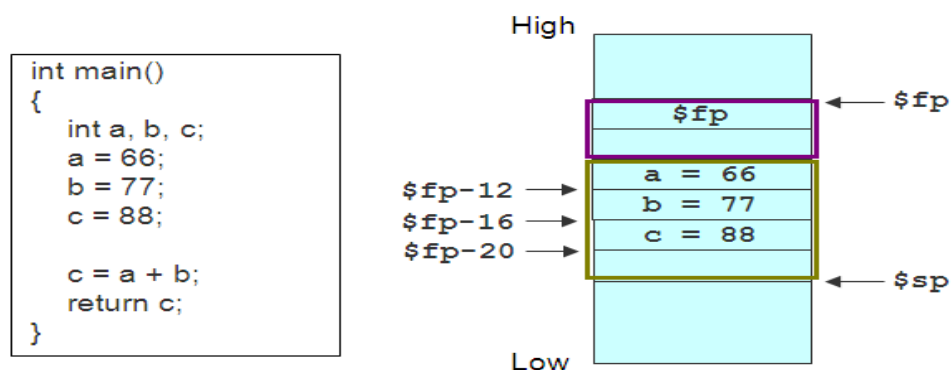 int main()
{
int a, b, c;
a = 66;
b = 77;
c = 88;
c = a + b;
return c;
}
High
$fp
$fp
a = 66
$fp-12
b = 77
$fp-16
c = 88
$fp-20
$sp
Low